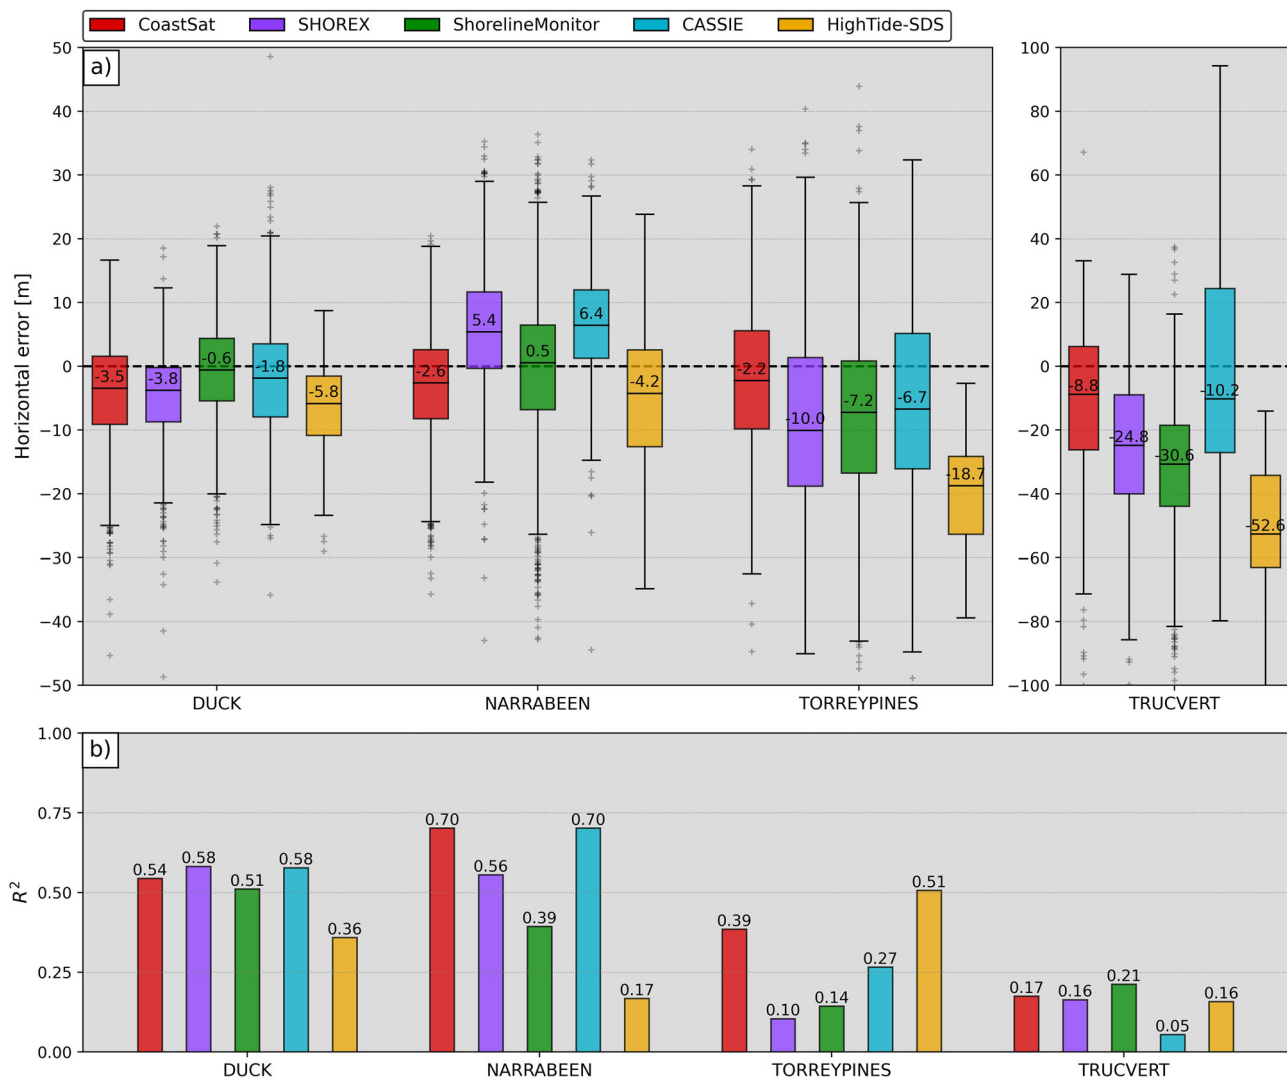 CoastSat SHOREX ShorelineMonitor CASSIE HighTide-SDS
a)
Horizontal error [m]
50
40
30
20
10
0
−10
−20
−30
−40
−50
-3.5 -3.8 -0.6 -1.8 -5.8
-2.6 5.4 0.5 6.4 -4.2
-2.2 -10.0 -7.2 -6.7 -18.7
DUCK NARRABEEN TORREYPINES
100
80
60
40
20
0
−20
−40
−60
−80
−100
-8.8 -24.8 -30.6 -10.2 -52.6
TRUCVERT
b)
R²
1.00
0.75
0.50
0.25
0.00
0.54 0.58 0.51 0.58 0.36
0.70 0.56 0.39 0.70 0.17
0.39 0.10 0.14 0.27 0.51
0.17 0.16 0.21 0.05 0.16
DUCK NARRABEEN TORREYPINES TRUCVERT